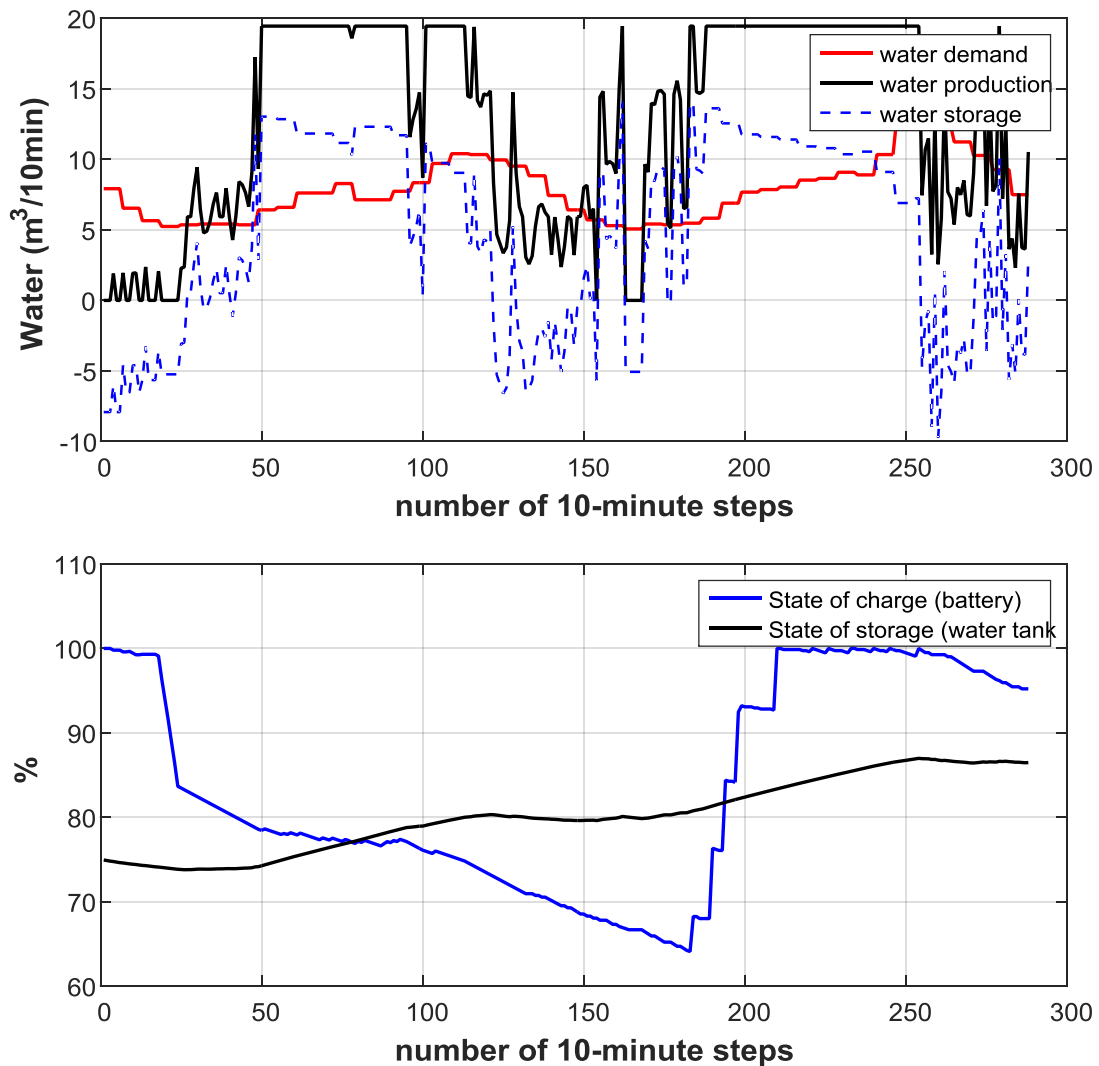 20
15
10
5
0
-5
-10
Water (m³/10min)
water demand
water production
water storage
0 50 100 150 200 250 300
number of 10-minute steps
110
100
90
80
70
60
%
State of charge (battery)
State of storage (water tank
0 50 100 150 200 250 300
number of 10-minute steps